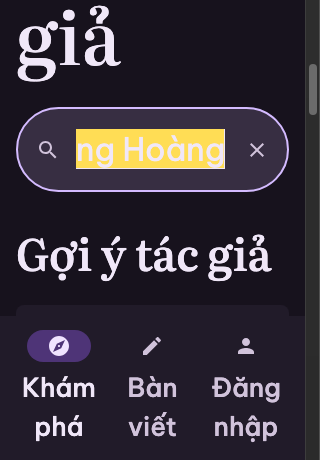 giả
ng Hoàng
Gợi ý tác giả
Khám phá
Bàn viết
Đăng nhập